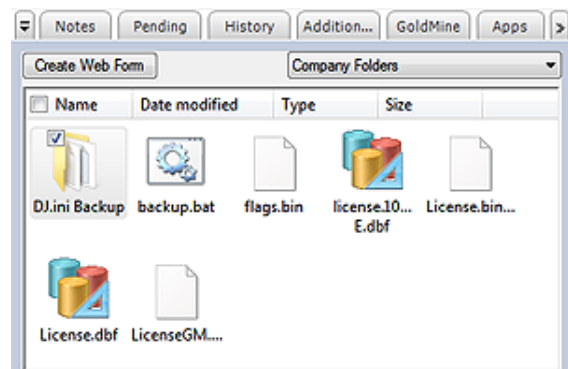 Notes Pending History Addition... GoldMine Apps
Create Web Form Company Folders
Name Date modified Type Size
DJ.ini Backup backup.bat flags.bin license.10... License.bin...
E.dbf
License.dbf LicenseGM....